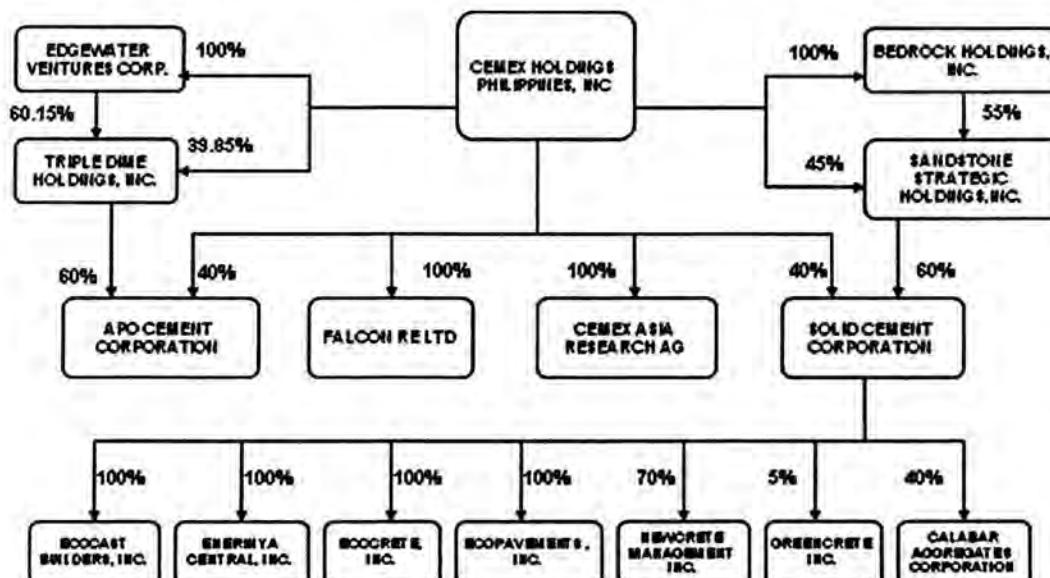 EDGEWATER
VENTURES CORP.
100%
CEMEX HOLDINGS
PHILIPPINES, INC
100%
BEDROCK HOLDINGS,
INC.
60.15%
55%
TRIPLE DIME
HOLDINGS, INC.
39.85%
45%
SANDSTONE
STRATEGIC
HOLDINGS, INC.
60%
40%
100%
100%
40%
60%
APO CEMENT
CORPORATION
FALCON RE LTD
CEMEX ASIA
RESEARCH AG
SOLID CEMENT
CORPORATION
100%
100%
100%
100%
70%
5%
40%
ECOCAST
BUILDERS, INC.
ENERHIYA
CENTRAL, INC.
ECOCRETE,
INC.
ECOPAVEMENTS,
INC.
NEWCRETE
MANAGEMENT
INC.
GREENCRETE
INC.
CALABAR
AGGREGATES
CORPORATION